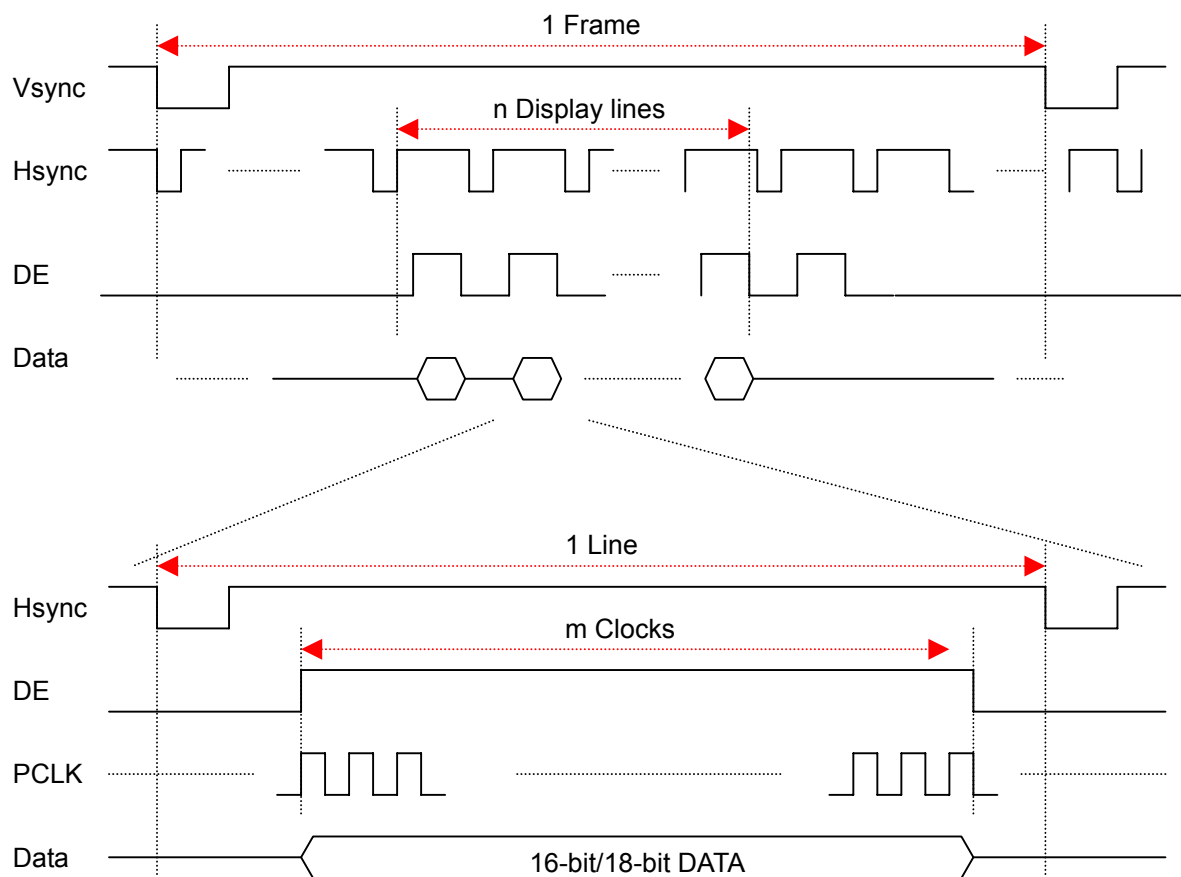 1 Frame
Vsync
n Display lines
Hsync
DE
Data
1 Line
Hsync
m Clocks
DE
PCLK
Data
16-bit/18-bit DATA